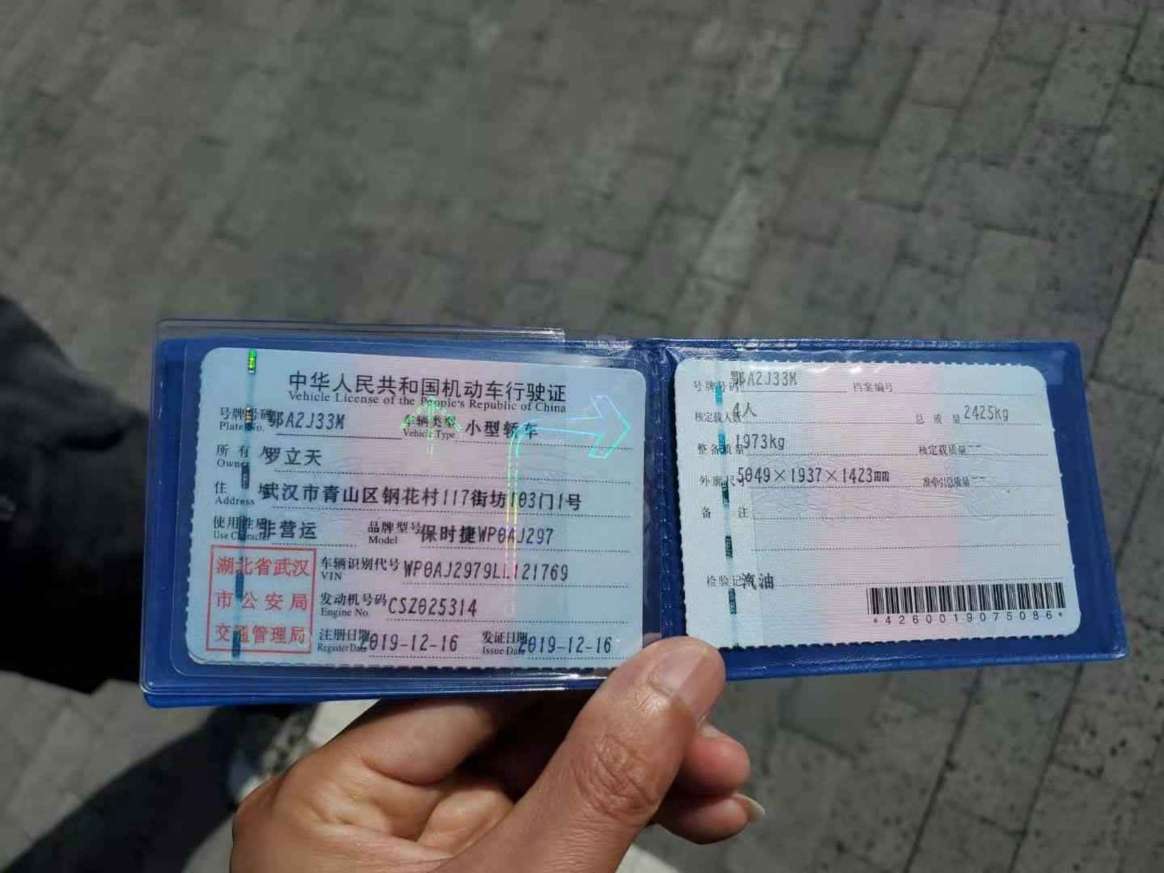 中华人民共和国机动车行驶证
Vehicle License of the People's Republic of China
号牌号码 鄂A2J33M 车辆类型 小型轿车
Plate No. Vehicle Type
所有人 罗立天
Owner
住址 武汉市青山区钢花村117街坊103门1号
Address
使用性质 非营运 品牌型号 保时捷WP0AJ297
Use Character Model
湖北省武汉
市公安局
交通管理局
车辆识别代号 WP0AJ2979LL121769
VIN
发动机号码 CSZ025314
Engine No.
注册日期 2019-12-16 发证日期 2019-12-16
Register Date Issue Date
号牌号码 鄂A2J33M 档案编号
核定载人数 4人 总质量 2425kg
整备质量 1973kg 核定载质量 --
外廓尺寸 5049×1937×1423mm 准牵引总质量 --
备注
检验记录 汽油
*4260019075086*